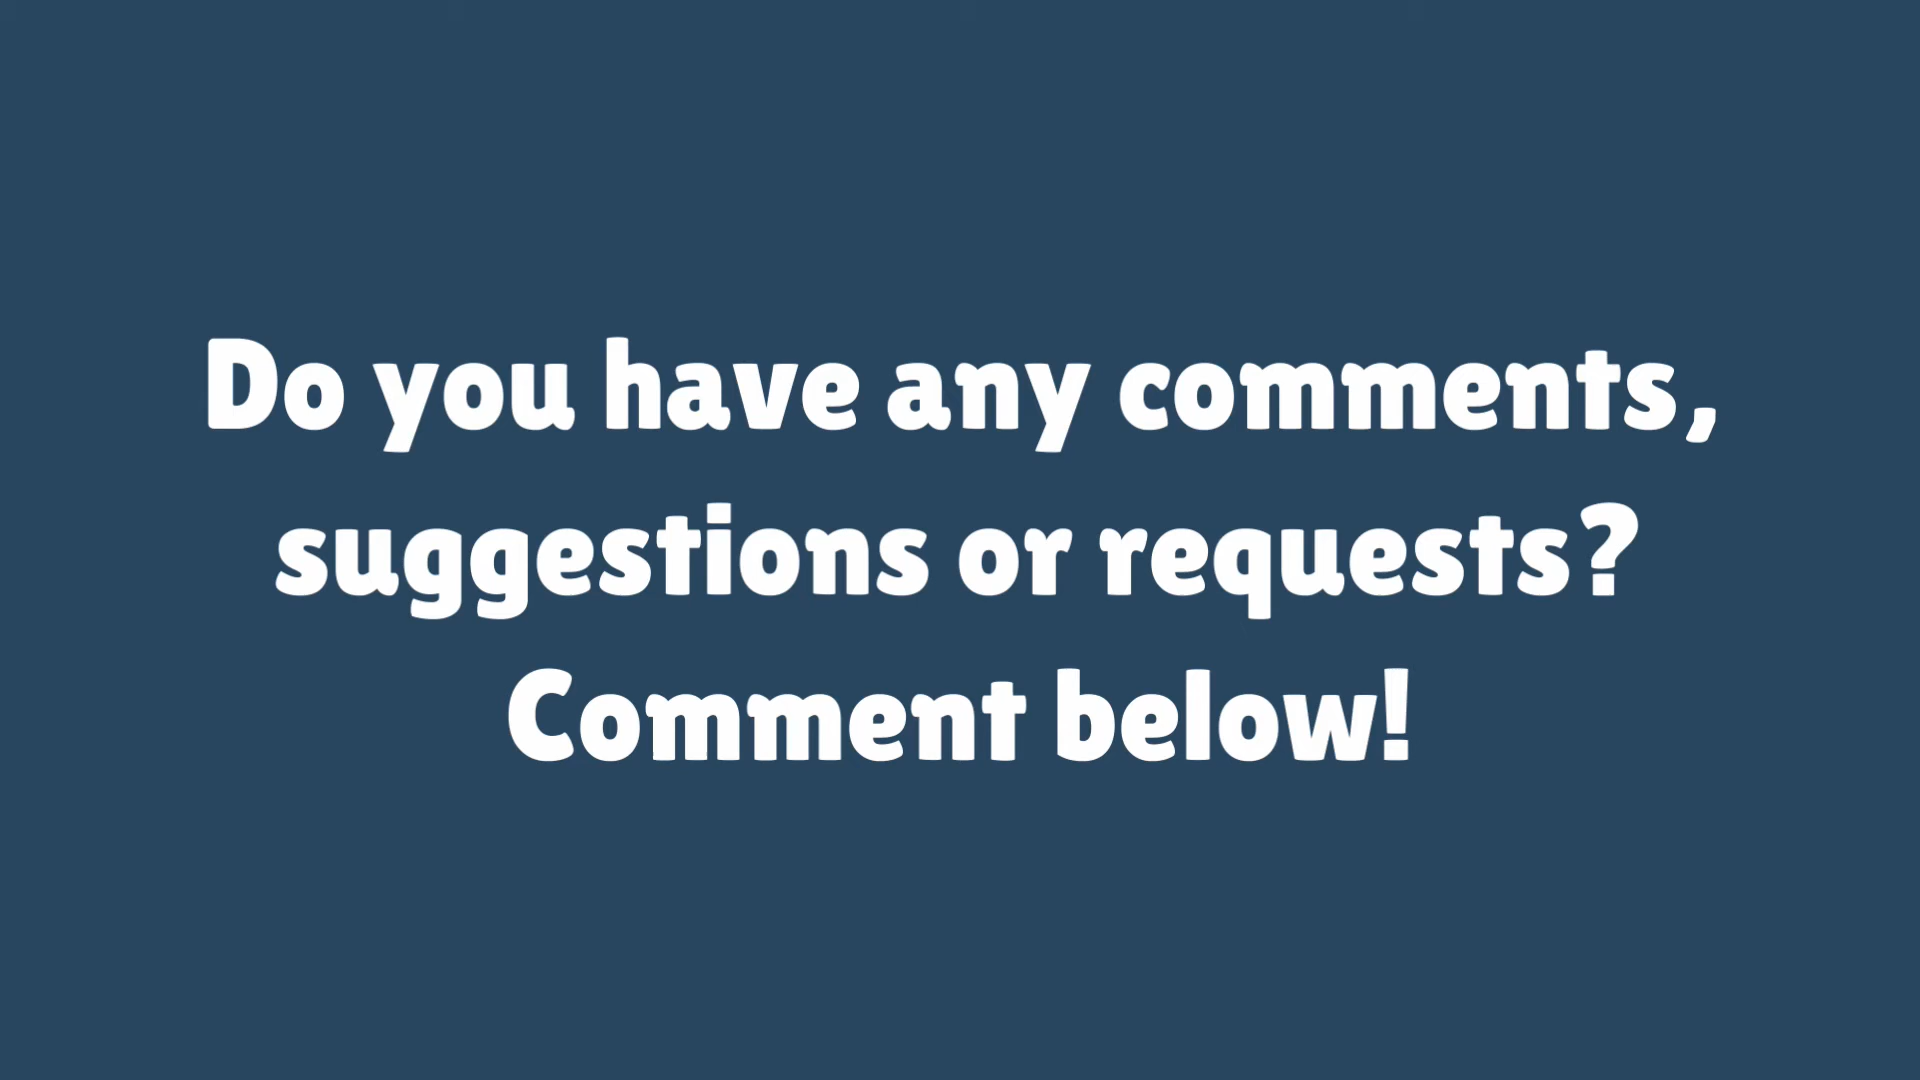 Do you have any comments,
suggestions or requests?
Comment below!